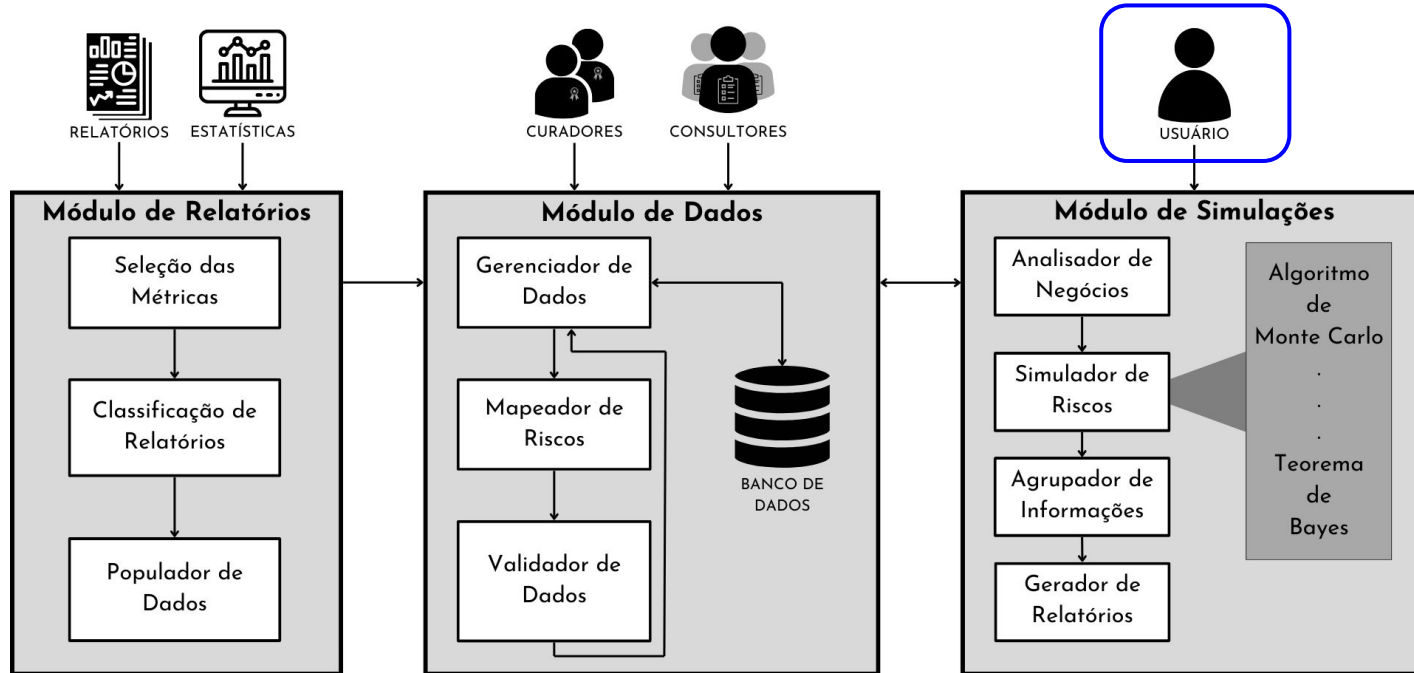 RELATÓRIOS
ESTATÍSTICAS
CURADORES
CONSULTORES
USUÁRIO
Módulo de Relatórios
Seleção das
Métricas
Classificação de
Relatórios
Populador de
Dados
Módulo de Dados
Gerenciador de
Dados
Mapeador de
Riscos
Validador de
Dados
BANCO DE
DADOS
Módulo de Simulações
Analisador de
Negócios
Simulador de
Riscos
Agrupador de
Informações
Gerador de
Relatórios
Algoritmo
de
Monte Carlo
.
.
.
Teorema
de
Bayes